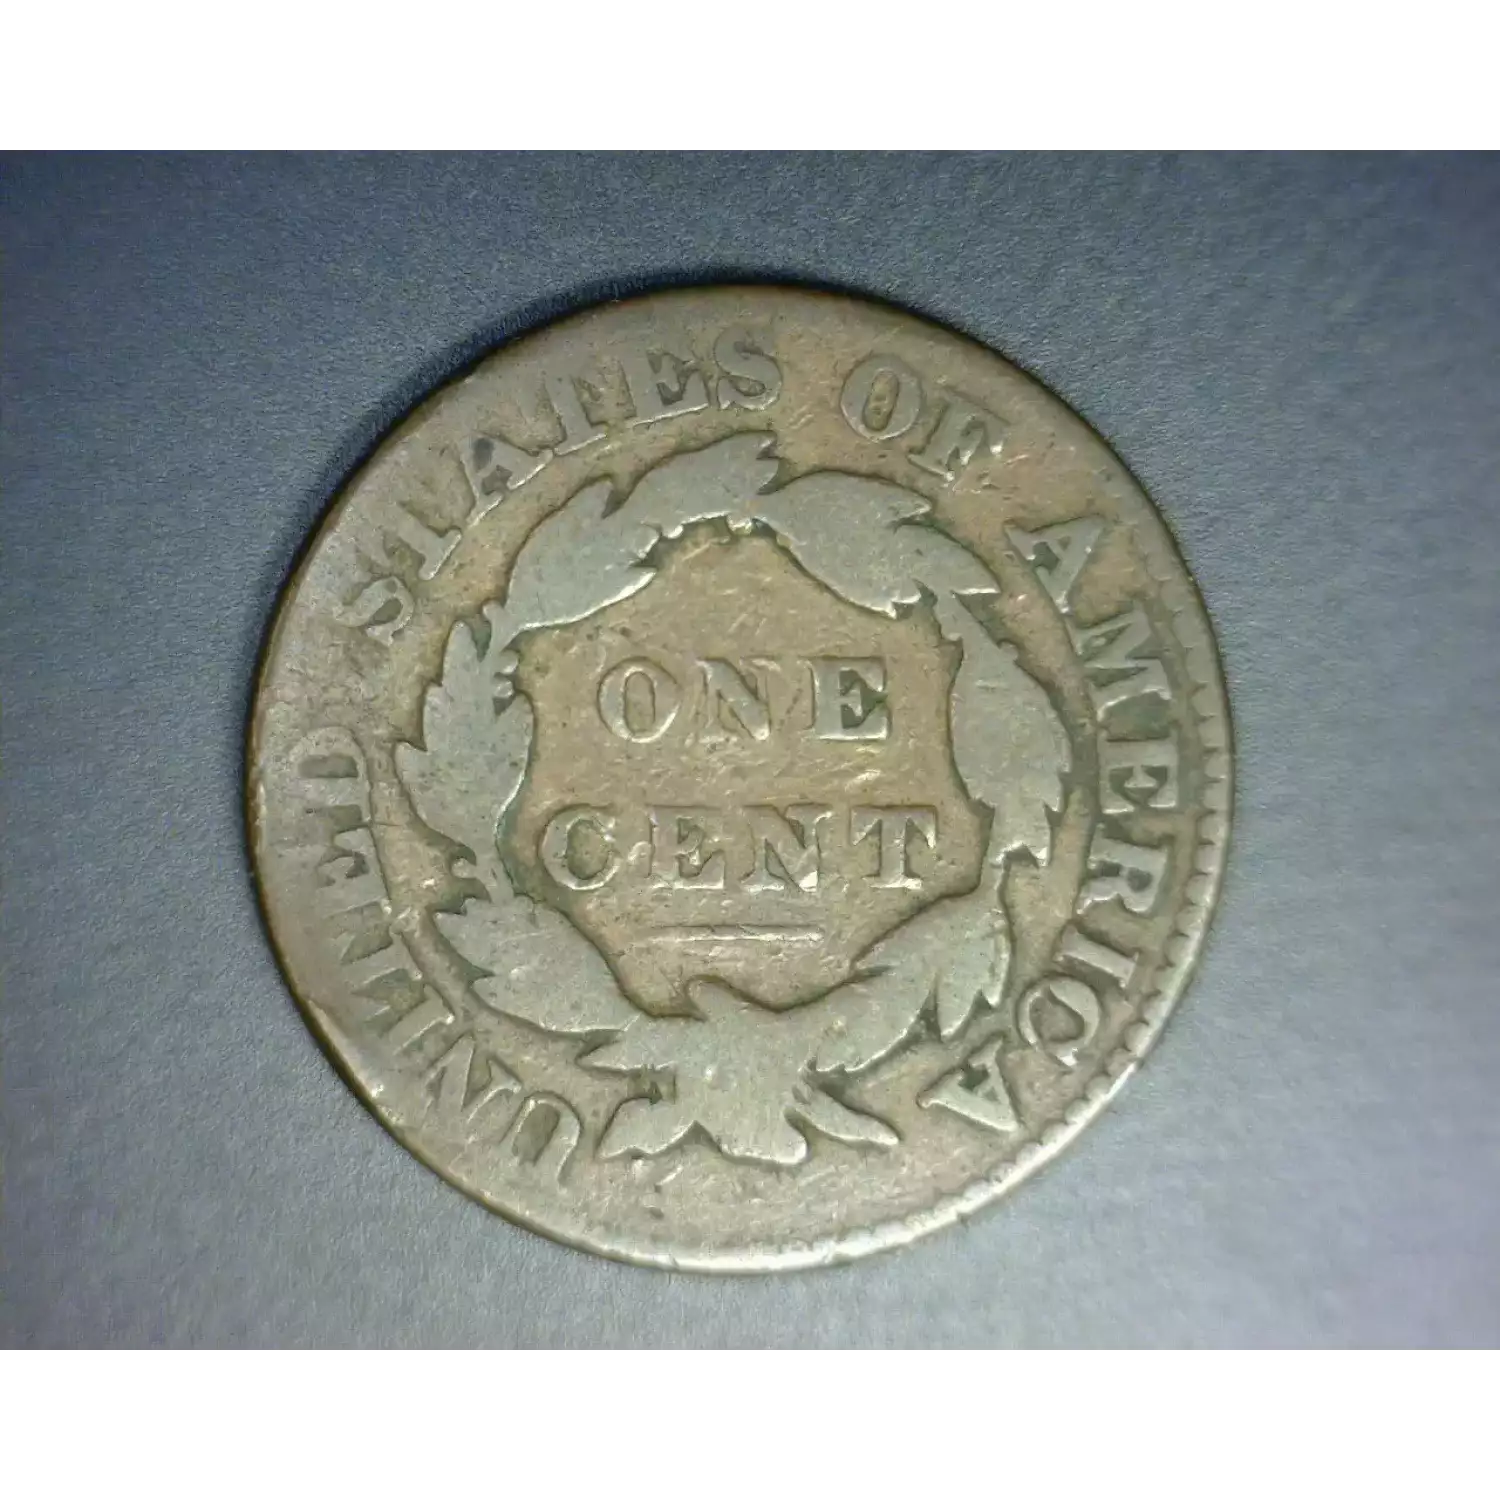 UNITED STATES OF AMERICA
ONE
CENT